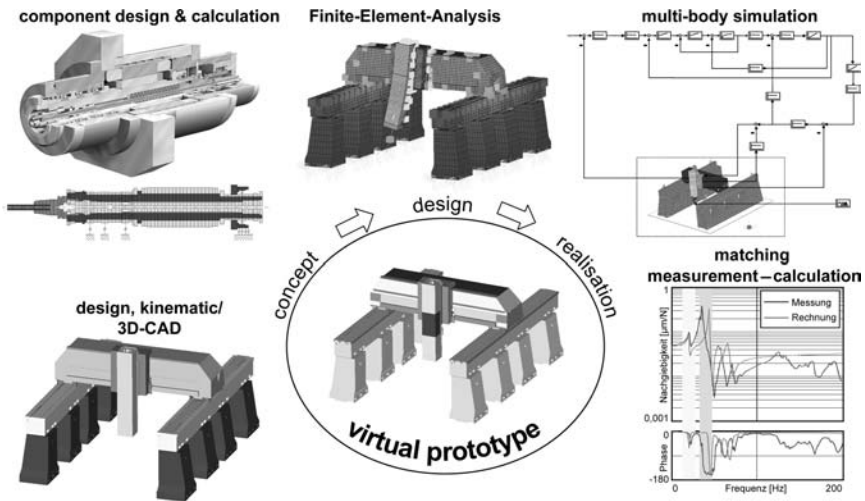 component design & calculation
Finite-Element-Analysis
multi-body simulation
concept
design
realisation
design, kinematic/
3D-CAD
virtual prototype
matching
measurement–calculation
1
Messung
Rechnung
Nachgiebigkeit [µm/N]
0,001
0
Phase
-180
0
Frequenz [Hz]
200